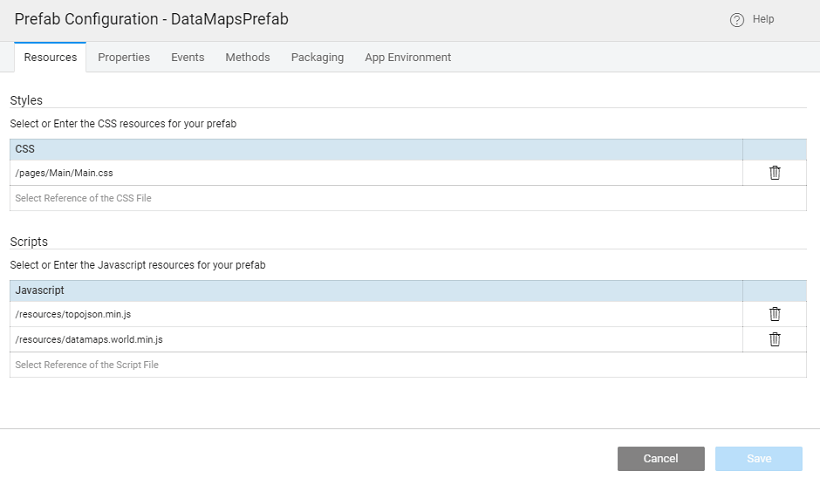 Prefab Configuration - DataMapsPrefab
Help
Resources Properties Events Methods Packaging App Environment
Styles
Select or Enter the CSS resources for your prefab
CSS
/pages/Main/Main.css
Select Reference of the CSS File
Scripts
Select or Enter the Javascript resources for your prefab
Javascript
/resources/topojson.min.js
/resources/datamaps.world.min.js
Select Reference of the Script File
Cancel Save